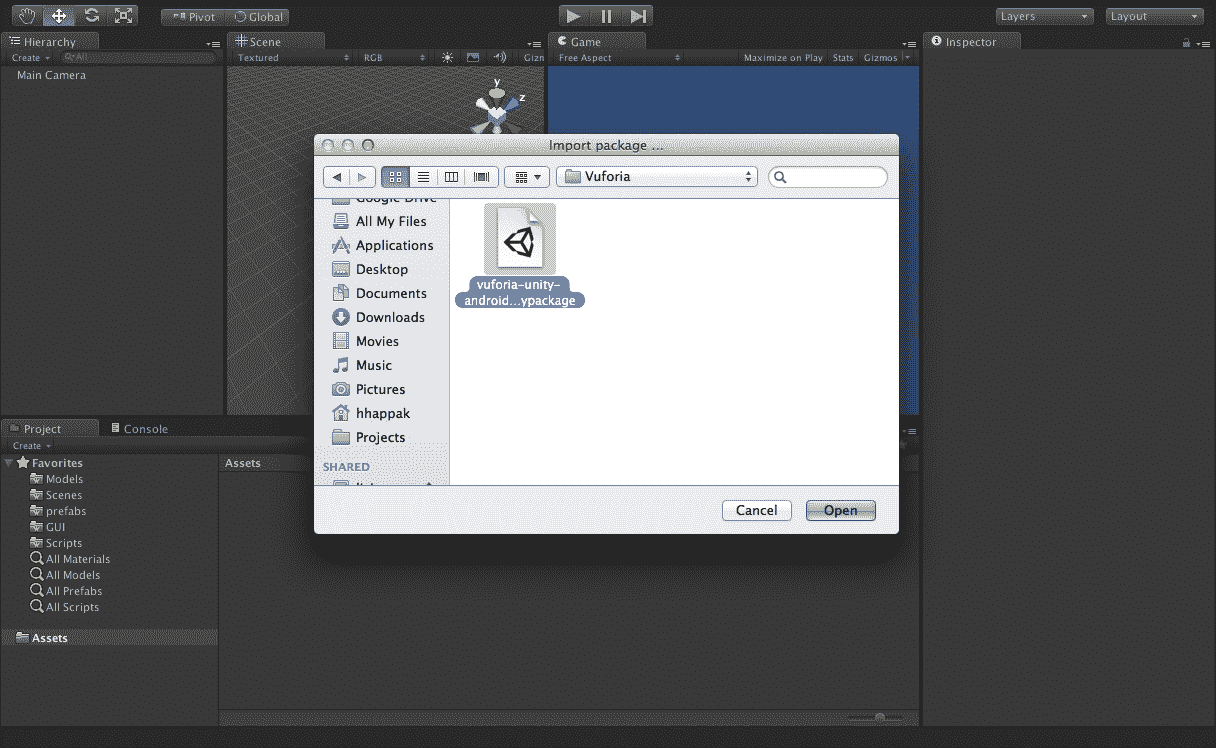 Pivot Global Layers Layout
Hierarchy
Create All
Main Camera
Scene
Textured RGB Gizn
Game
Free Aspect Maximize on Play Stats Gizmos
Inspector
y
z
Import package ...
Vuforia
Google Drive
All My Files
Applications
Desktop
Documents
Downloads
Movies
Music
Pictures
hhappak
Projects
SHARED
vuforia-unity-
android...ypackage
Cancel Open
Project Console
Create
Favorites
Models
Scenes
prefabs
GUI
Scripts
All Materials
All Models
All Prefabs
All Scripts
Assets
Assets